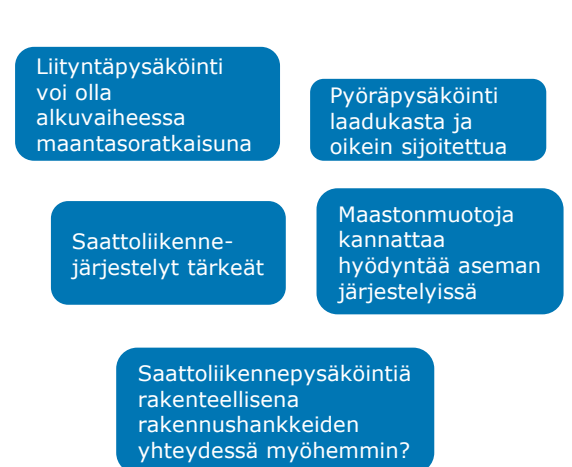 Liityntäpysäköinti
voi olla
alkuvaiheessa
maantasoratkaisuna
Pyöräpysäköinti
laadukasta ja
oikein sijoitettua
Saattoliikenne-
järjestelyt tärkeät
Maastonmuotoja
kannattaa
hyödyntää aseman
järjestelyissä
Saattoliikennepysäköintiä
rakenteellisena
rakennushankkeiden
yhteydessä myöhemmin?